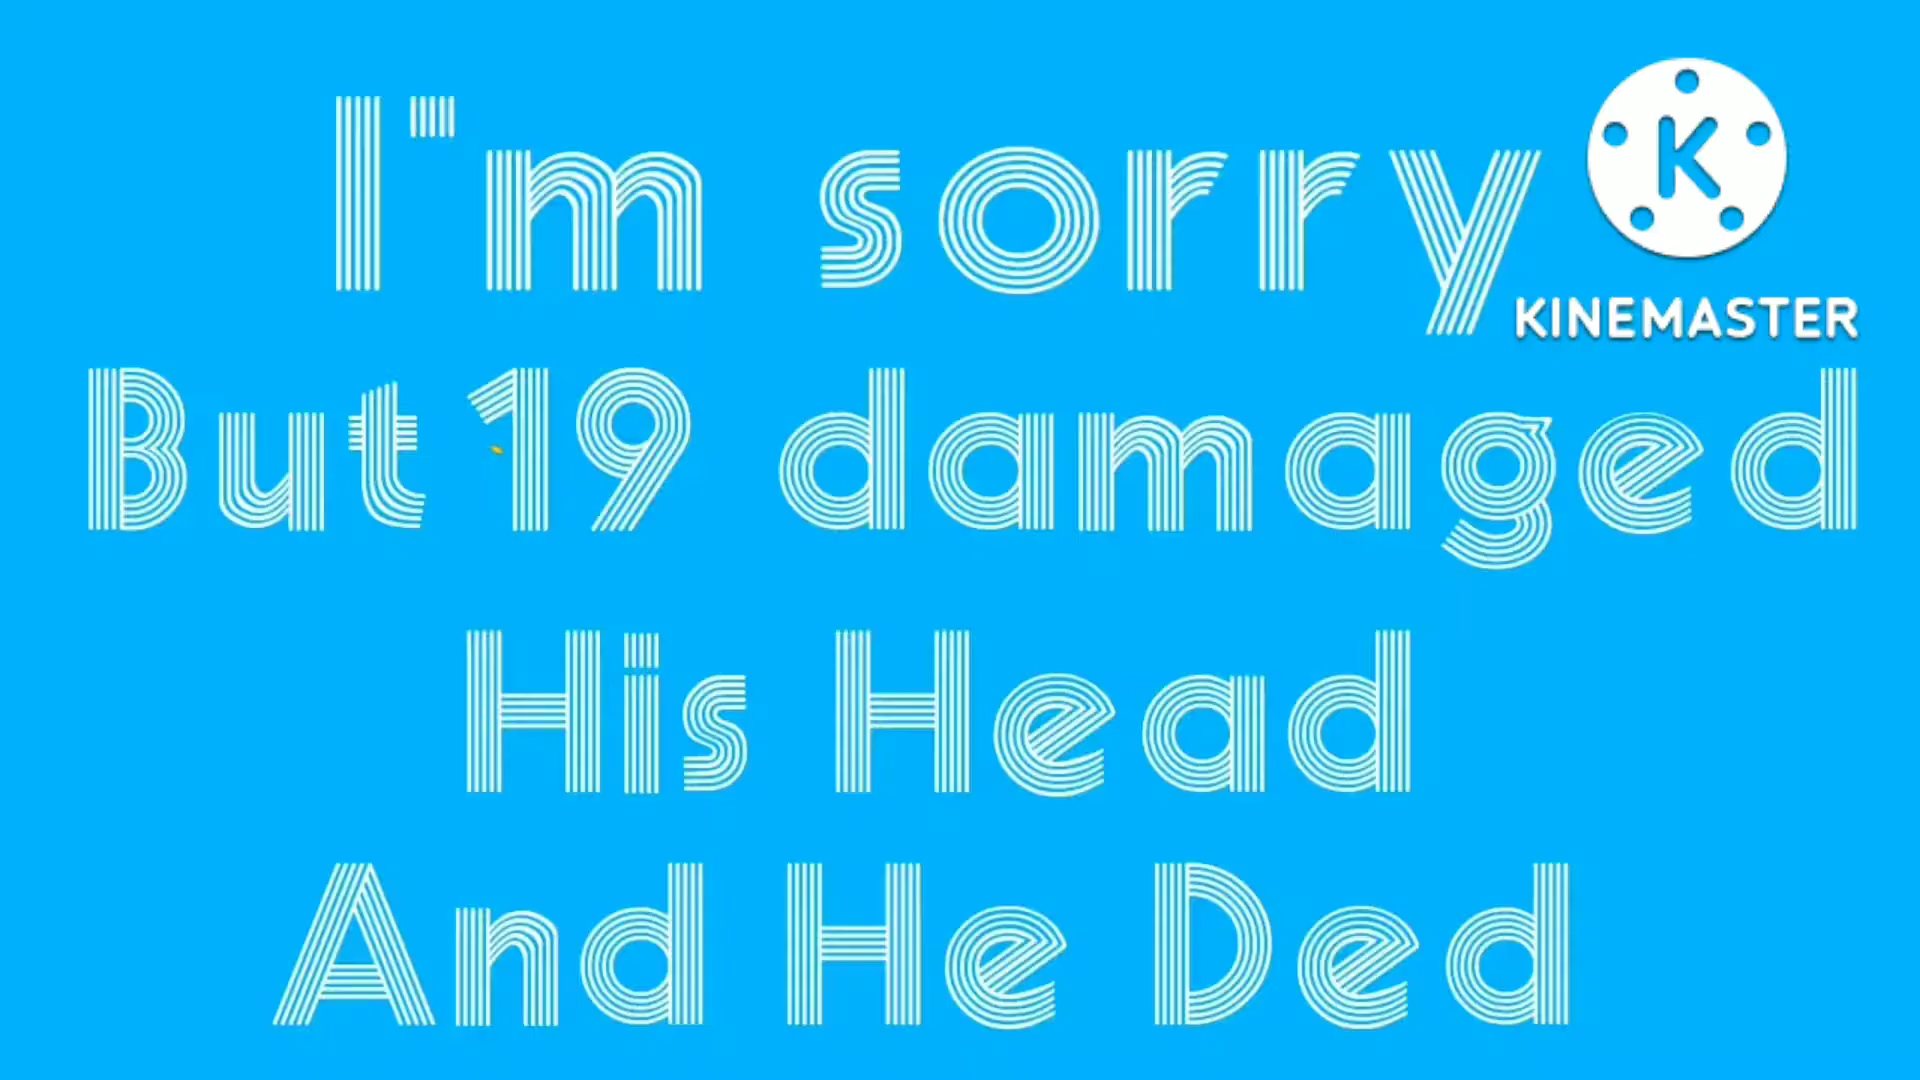 I'm sorry
K
KINEMASTER
But 19 damaged
His Head
And He Ded